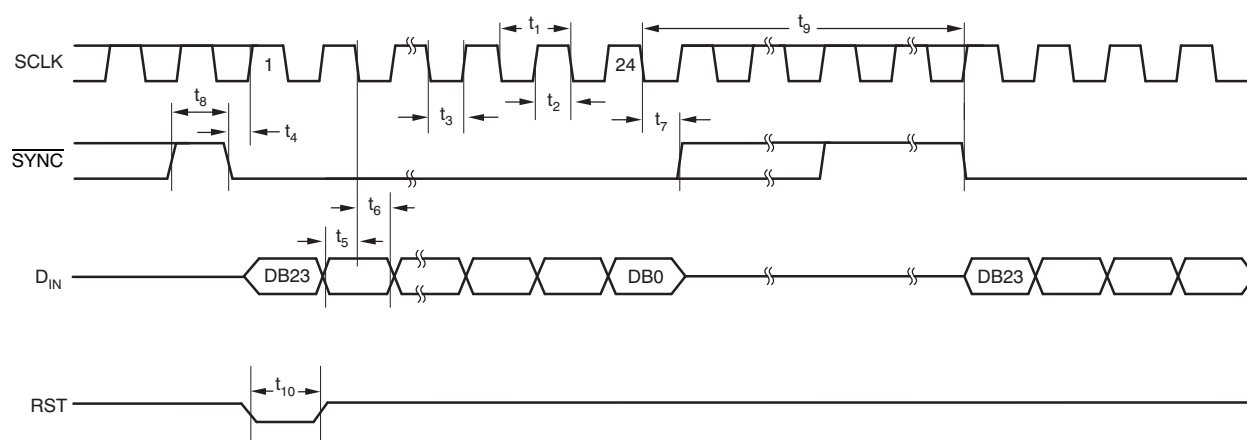 t1
t9
SCLK
1
24
t8
t4
t3
t2
t7
SYNC
t6
t5
DIN
DB23
DB0
DB23
t10
RST